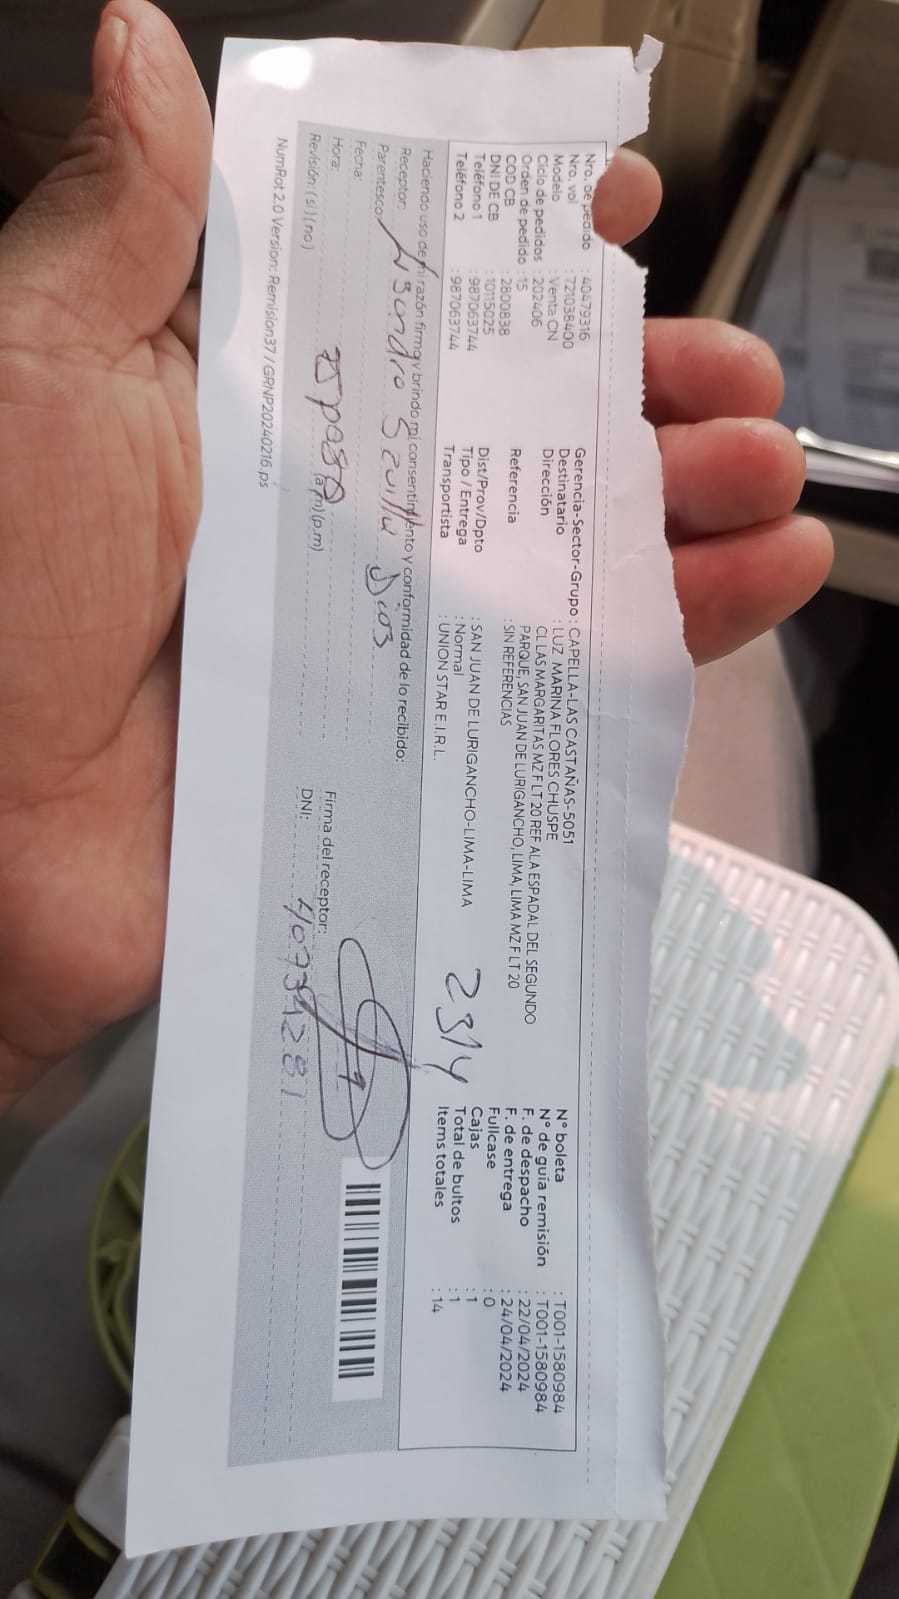 Nro. de pedido : 40479316
Nro. vol : 721038400
Modelo : Venta CN
Ciclo de pedidos : 202406
Orden de pedido : 15
COD CB : 2800838
DNI DE CB : 10115025
Teléfono 1 : 987063744
Teléfono 2 : 987063744
Gerencia-Sector-Grupo : CAPELLA-LAS CASTAÑAS-5051
Destinatario : LUZ MARINA FLORES CHUSPE
Dirección : CL LAS MARGARITAS MZ F LT 20 REF ALA ESPADAL DEL SEGUNDO
PARQUE, SAN JUAN DE LURIGANCHO, LIMA, LIMA MZ F LT 20
Referencia : SIN REFERENCIAS
Dist/Prov/Dpto : SAN JUAN DE LURIGANCHO-LIMA-LIMA
Tipo / Entrega : Normal
Transportista : UNION STAR E.I.R.L.
2314
N° boleta : T001-1580984
N° de guía remisión : T001-1580984
F. de despacho : 22/04/2024
F. de entrega : 24/04/2024
Fullcase : 0
Cajas : 1
Total de bultos : 1
Items totales : 14
Haciendo uso de mi razón firmo y brindo mi consentimiento y conformidad de lo recibido:
Receptor:
Parentesco:
Fecha:
Hora: (a.m) (p.m)
Revisión: (si) (no)
Firma del receptor:
DNI:
NumRot 2.0 Version: Remision37 / GRNP20240216.ps